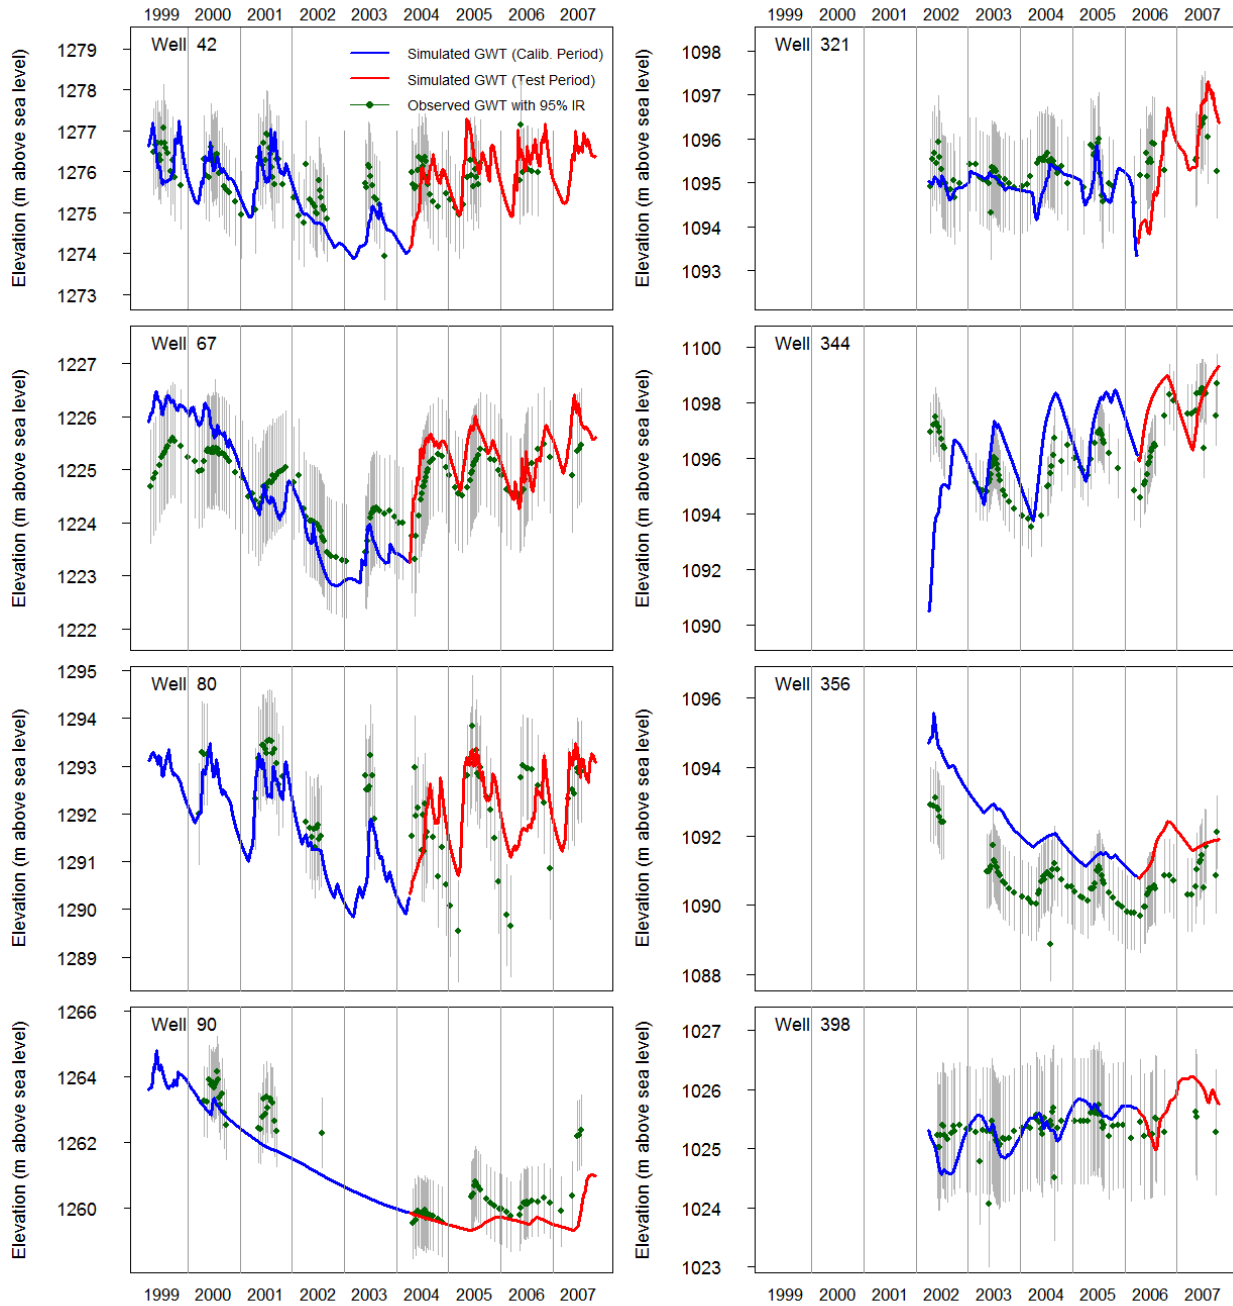 1999 2000 2001 2002 2003 2004 2005 2006 2007
1999 2000 2001 2002 2003 2004 2005 2006 2007
Well 42
Simulated GWT (Calib. Period)
Simulated GWT (Test Period)
Observed GWT with 95% IR
Elevation (m above sea level)
1279
1278
1277
1276
1275
1274
1273
Well 321
Elevation (m above sea level)
1098
1097
1096
1095
1094
1093
Well 67
Elevation (m above sea level)
1227
1226
1225
1224
1223
1222
Well 344
Elevation (m above sea level)
1100
1098
1096
1094
1092
1090
Well 80
Elevation (m above sea level)
1295
1294
1293
1292
1291
1290
1289
Well 356
Elevation (m above sea level)
1096
1094
1092
1090
1088
Well 90
Elevation (m above sea level)
1266
1264
1262
1260
Well 398
Elevation (m above sea level)
1027
1026
1025
1024
1023
1999 2000 2001 2002 2003 2004 2005 2006 2007
1999 2000 2001 2002 2003 2004 2005 2006 2007